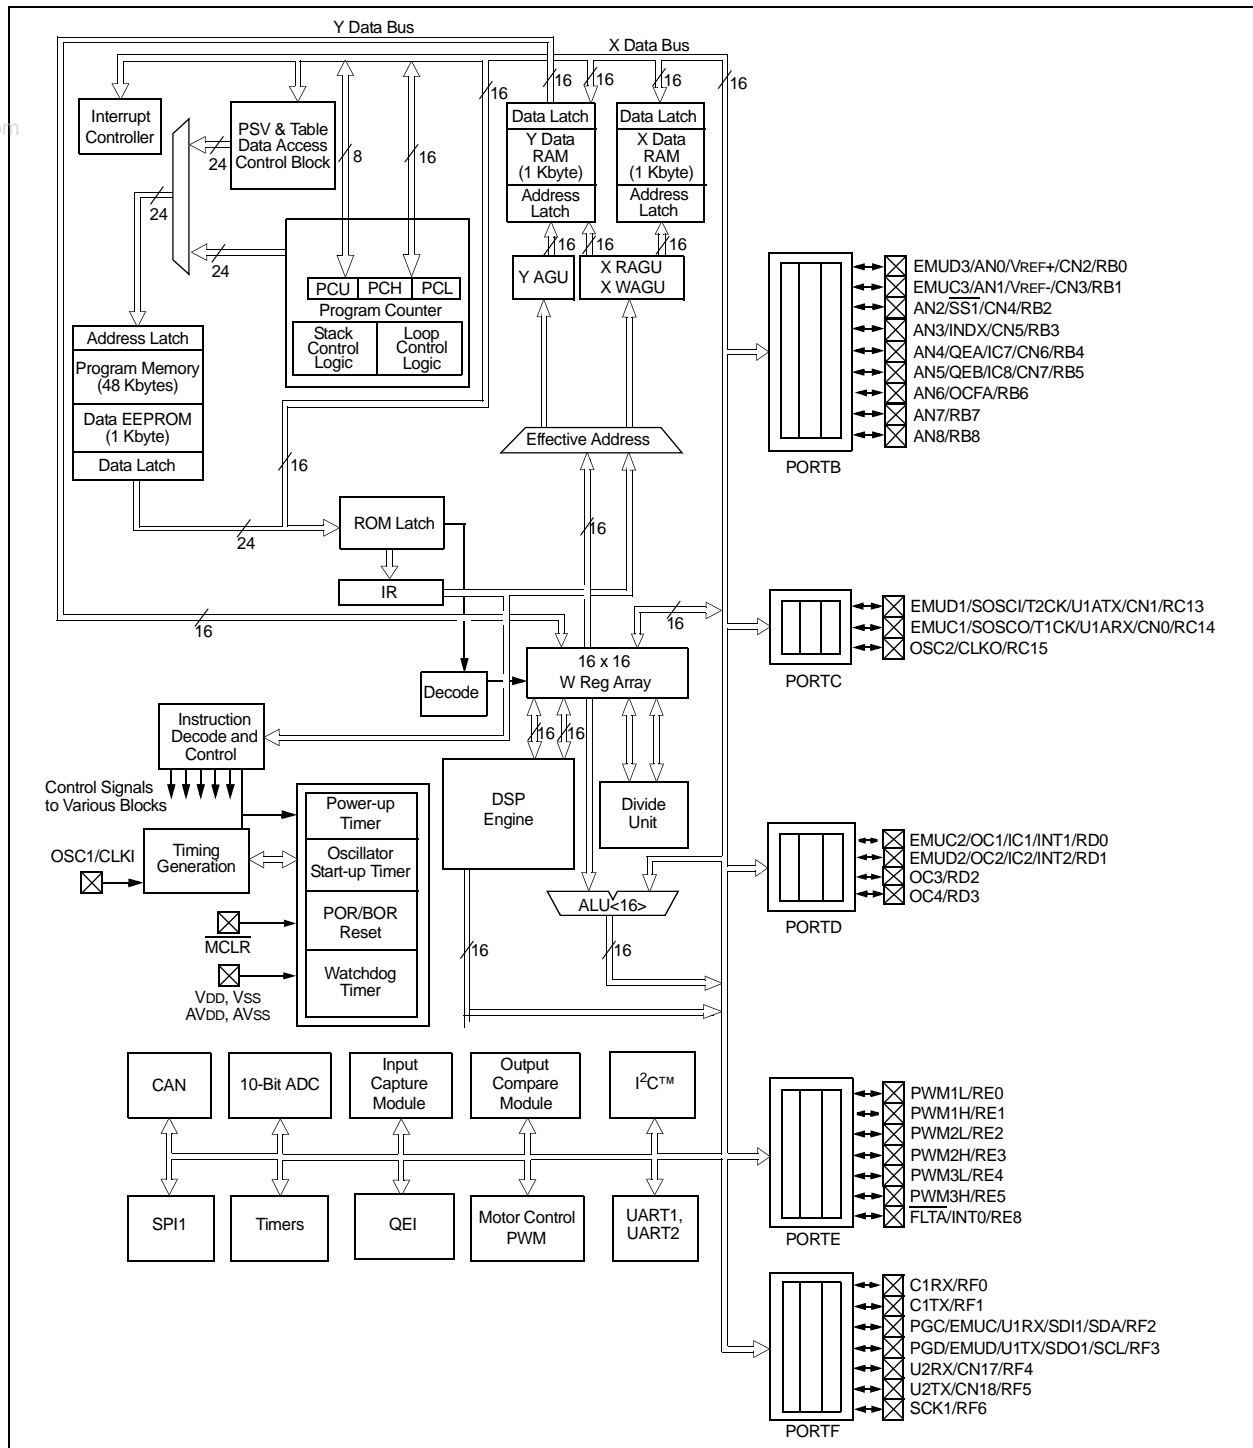 Y Data Bus
X Data Bus
16
16
16
16
16
Interrupt
Controller
om
PSV & Table
Data Access
Control Block
24
24
24
8
16
Data Latch
Y Data
RAM
(1 Kbyte)
Address
Latch
Data Latch
X Data
RAM
(1 Kbyte)
Address
Latch
16
16
16
Y AGU
X RAGU
X WAGU
PCU
PCH
PCL
Program Counter
Stack
Control
Logic
Loop
Control
Logic
Address Latch
Program Memory
(48 Kbytes)
Data EEPROM
(1 Kbyte)
Data Latch
Effective Address
16
24
ROM Latch
16
IR
16
16
16 x 16
W Reg Array
Decode
Instruction
Decode and
Control
16
16
Control Signals
to Various Blocks
DSP
Engine
Divide
Unit
Power-up
Timer
OSC1/CLKI
Timing
Generation
Oscillator
Start-up Timer
POR/BOR
Reset
MCLR
Watchdog
Timer
VDD, VSS
AVDD, AVSS
ALU<16>
16
16
CAN
10-Bit ADC
Input
Capture
Module
Output
Compare
Module
I2C™
SPI1
Timers
QEI
Motor Control
PWM
UART1,
UART2
EMUD3/AN0/VREF+/CN2/RB0
EMUC3/AN1/VREF-/CN3/RB1
AN2/SS1/CN4/RB2
AN3/INDX/CN5/RB3
AN4/QEA/IC7/CN6/RB4
AN5/QEB/IC8/CN7/RB5
AN6/OCFA/RB6
AN7/RB7
AN8/RB8
PORTB
EMUD1/SOSCI/T2CK/U1ATX/CN1/RC13
EMUC1/SOSCO/T1CK/U1ARX/CN0/RC14
OSC2/CLKO/RC15
PORTC
EMUC2/OC1/IC1/INT1/RD0
EMUD2/OC2/IC2/INT2/RD1
OC3/RD2
OC4/RD3
PORTD
PWM1L/RE0
PWM1H/RE1
PWM2L/RE2
PWM2H/RE3
PWM3L/RE4
PWM3H/RE5
FLTA/INT0/RE8
PORTE
C1RX/RF0
C1TX/RF1
PGC/EMUC/U1RX/SDI1/SDA/RF2
PGD/EMUD/U1TX/SDO1/SCL/RF3
U2RX/CN17/RF4
U2TX/CN18/RF5
SCK1/RF6
PORTF